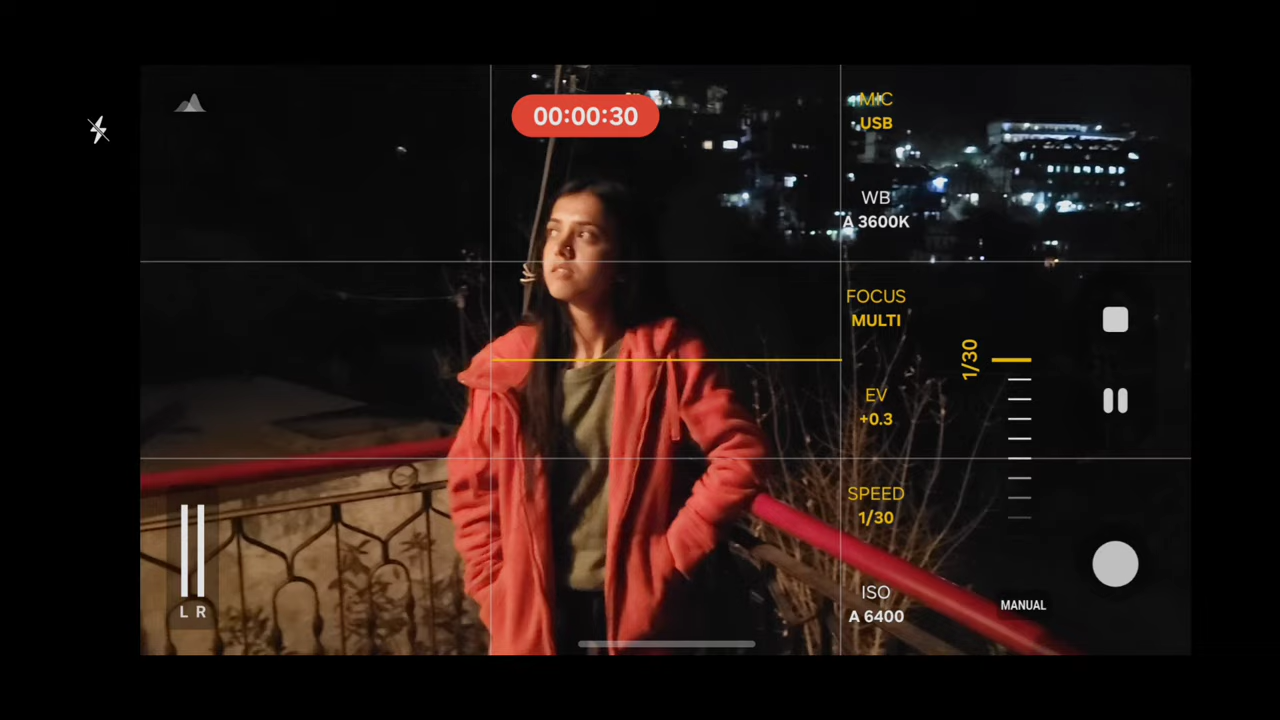 00:00:30
MIC
USB
WB
A 3600K
FOCUS
MULTI
1/30
EV
+0.3
SPEED
1/30
ISO
A 6400
MANUAL
L R